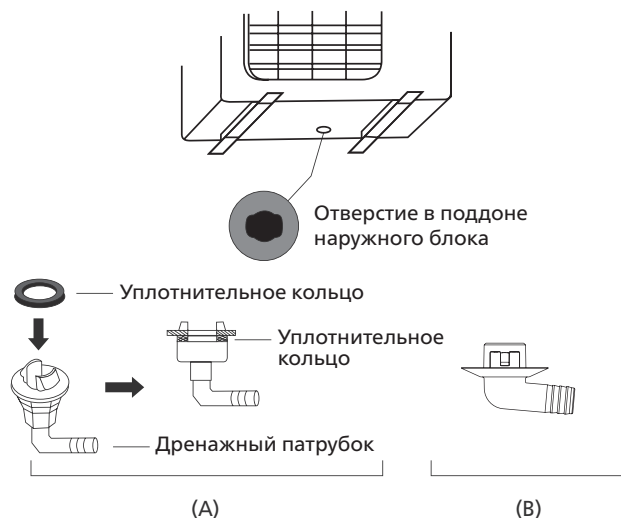 Отверстие в поддоне
наружного блока
Уплотнительное кольцо
Уплотнительное
кольцо
Дренажный патрубок
(A)
(B)